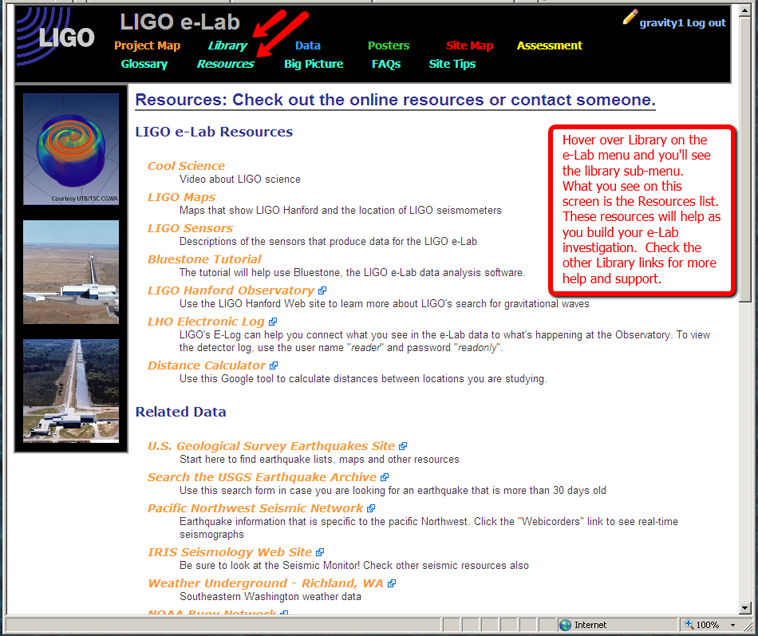 LIGO
LIGO e-Lab
gravity1 Log out
Project Map Library Data Posters Site Map Assessment
Glossary Resources Big Picture FAQs Site Tips
Courtesy UTB/TSC CGWA
Resources: Check out the online resources or contact someone.
LIGO e-Lab Resources
Cool Science
Video about LIGO science
LIGO Maps
Maps that show LIGO Hanford and the location of LIGO seismometers
LIGO Sensors
Descriptions of the sensors that produce data for the LIGO e-Lab
Bluestone Tutorial
The tutorial will help use Bluestone, the LIGO e-Lab data analysis software.
LIGO Hanford Observatory
Use the LIGO Hanford Web site to learn more about LIGO's search for gravitational waves
LHO Electronic Log
LIGO's E-Log can help you connect what you see in the e-Lab data to what's happening at the Observatory. To view
the detector log, use the user name "reader" and password "readonly".
Distance Calculator
Use this Google tool to calculate distances between locations you are studying.
Hover over Library on the
e-Lab menu and you'll see
the library sub-menu.
What you see on this
screen is the Resources list.
These resources will help as
you build your e-Lab
investigation. Check the
other Library links for more
help and support.
Related Data
U.S. Geological Survey Earthquakes Site
Start here to find earthquake lists, maps and other resources
Search the USGS Earthquake Archive
Use this search form in case you are looking for an earthquake that is more than 30 days old
Pacific Northwest Seismic Network
Earthquake information that is specific to the pacific Northwest. Click the "Webicorders" link to see real-time
seismographs
IRIS Seismology Web Site
Be sure to look at the Seismic Monitor! Check other seismic resources also
Weather Underground - Richland, WA
Southeastern Washington weather data
NOAA Buoy Network
Internet 100%